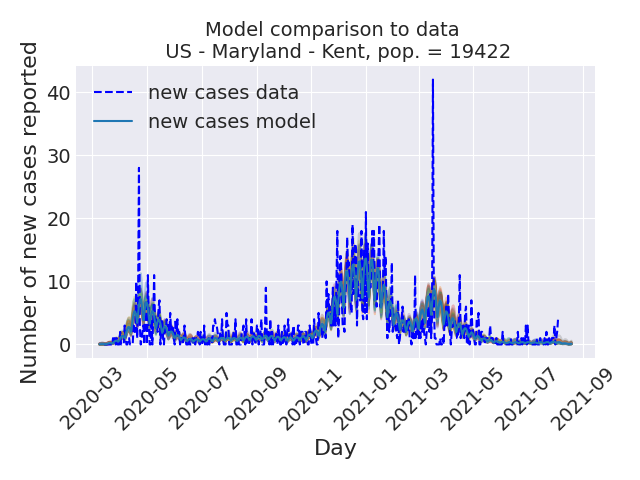 Model comparison to data
US - Maryland - Kent, pop. = 19422
new cases data
new cases model
Number of new cases reported
40
30
20
10
0
2020-03
2020-05
2020-07
2020-09
2020-11
2021-01
2021-03
2021-05
2021-07
2021-09
Day